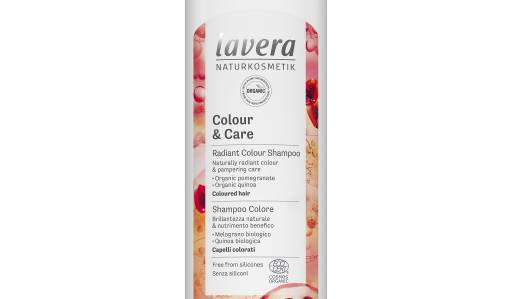 lavera
NATURKOSMETIK
ORGANIC
Colour
& Care
Radiant Colour Shampoo
Naturally radiant colour
& pampering care
• Organic pomegranate
• Organic quinoa
Coloured hair
Shampoo Colore
Brillantezza naturale
& nutrimento benefico
• Melograno biologico
• Quinoa biologica
Capelli colorati
Free from silicones
Senza siliconi
COSMOS
ORGANIC